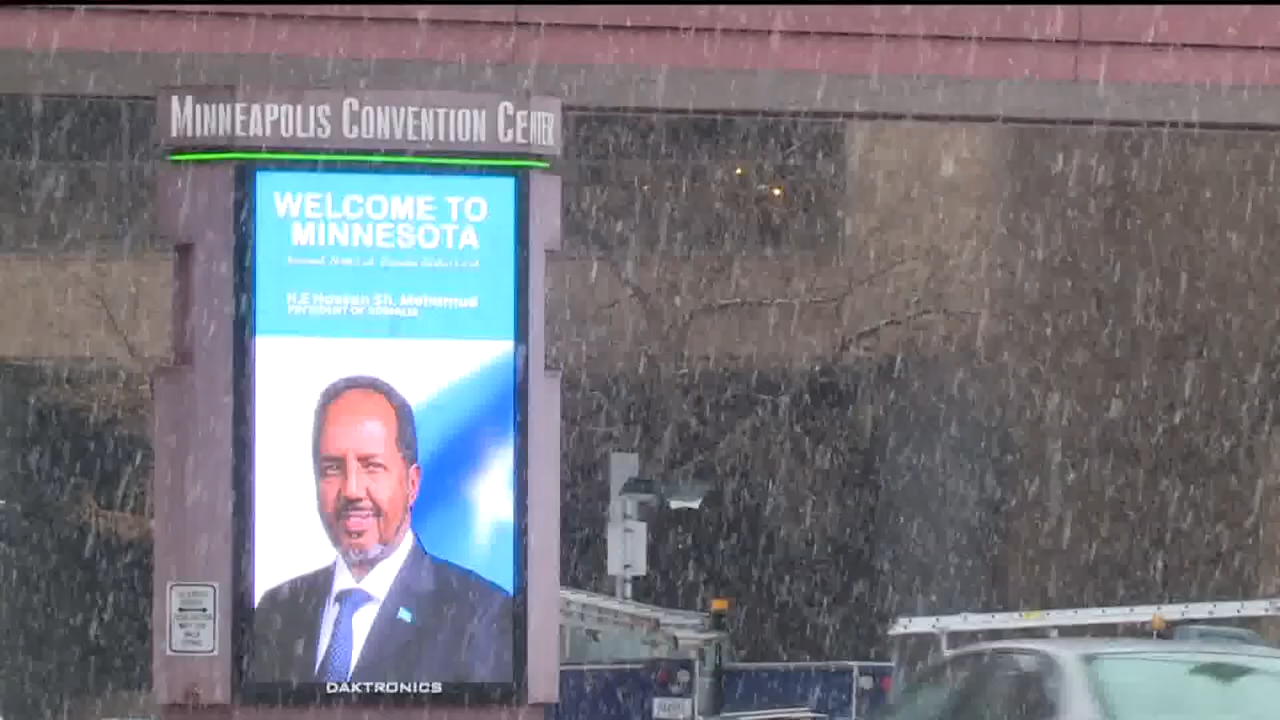 MINNEAPOLIS CONVENTION CENTER
WELCOME TO
MINNESOTA
H.E Hassan Sh. Mohamud
PRESIDENT OF SOMALIA
DAKTRONICS